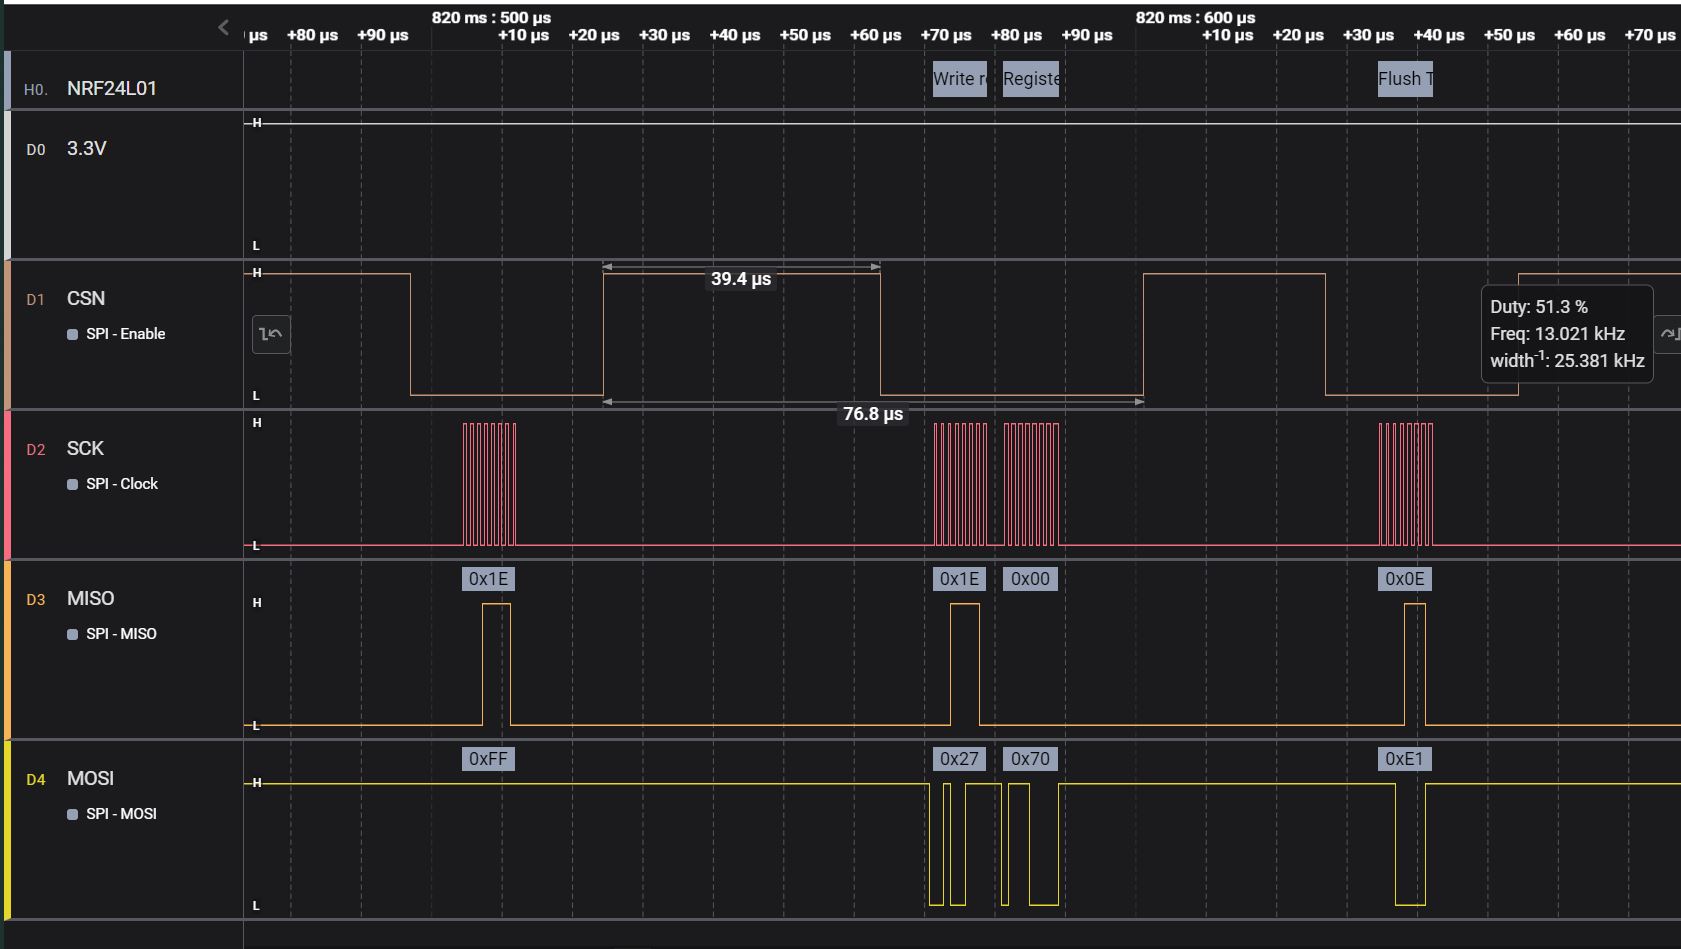 820 ms : 500 µs 820 ms : 600 µs
µs +80 µs +90 µs +10 µs +20 µs +30 µs +40 µs +50 µs +60 µs +70 µs +80 µs +90 µs +10 µs +20 µs +30 µs +40 µs +50 µs +60 µs +70 µs
H0. NRF24L01 Write r Registe Flush T
H
D0 3.3V
L
H
39.4 µs
D1 CSN
SPI - Enable
Duty: 51.3 %
Freq: 13.021 kHz
width-1: 25.381 kHz
L
76.8 µs
H
D2 SCK
SPI - Clock
L
0x1E 0x1E 0x00 0x0E
D3 MISO H
SPI - MISO
L
0xFF 0x27 0x70 0xE1
D4 MOSI H
SPI - MOSI
L